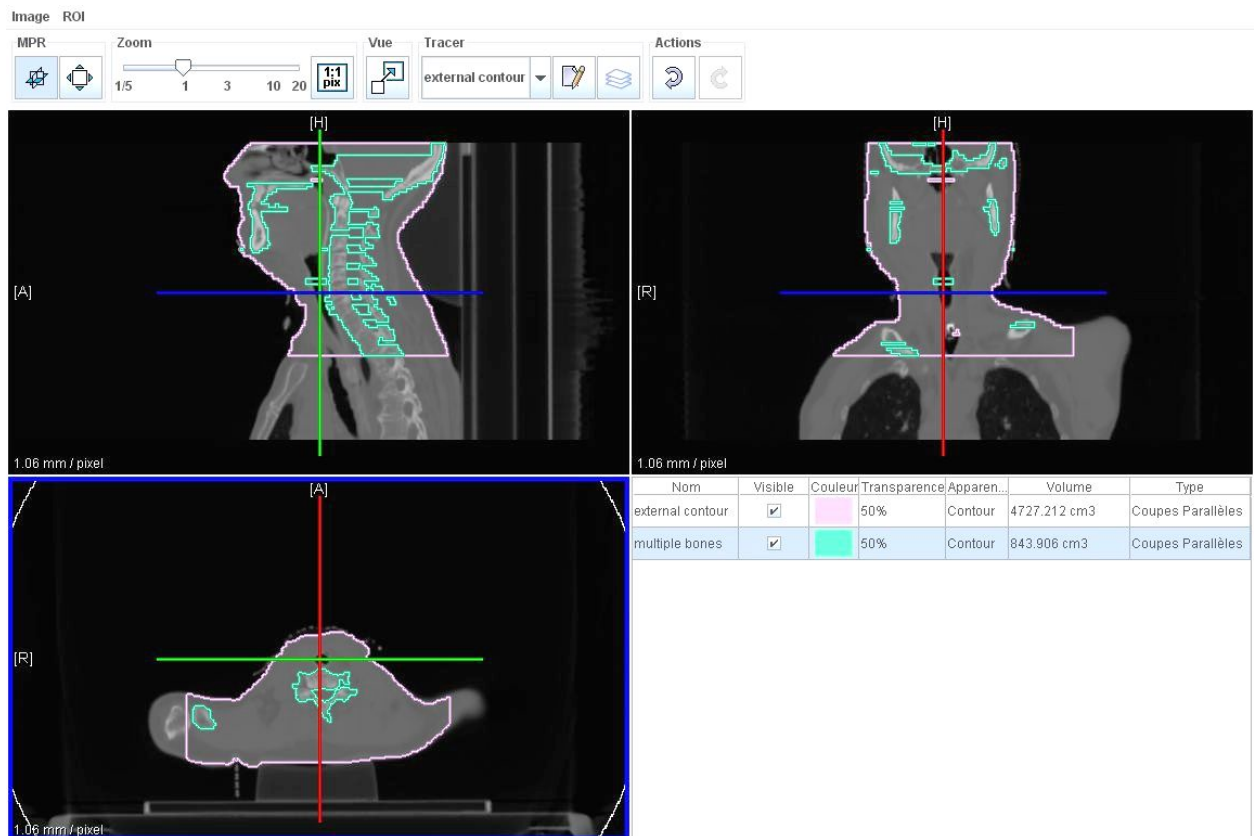 Image ROI
MPR Zoom Vue Tracer Actions
1/5 1 3 10 20 1:1 pix external contour
[H] [H]
[A] [R]
1.06 mm / pixel 1.06 mm / pixel
[A]
Nom Visible Couleur Transparence Apparen... Volume Type
external contour 50% Contour 4727.212 cm3 Coupes Parallèles
multiple bones 50% Contour 843.906 cm3 Coupes Parallèles
[R]
1.06 mm / pixel